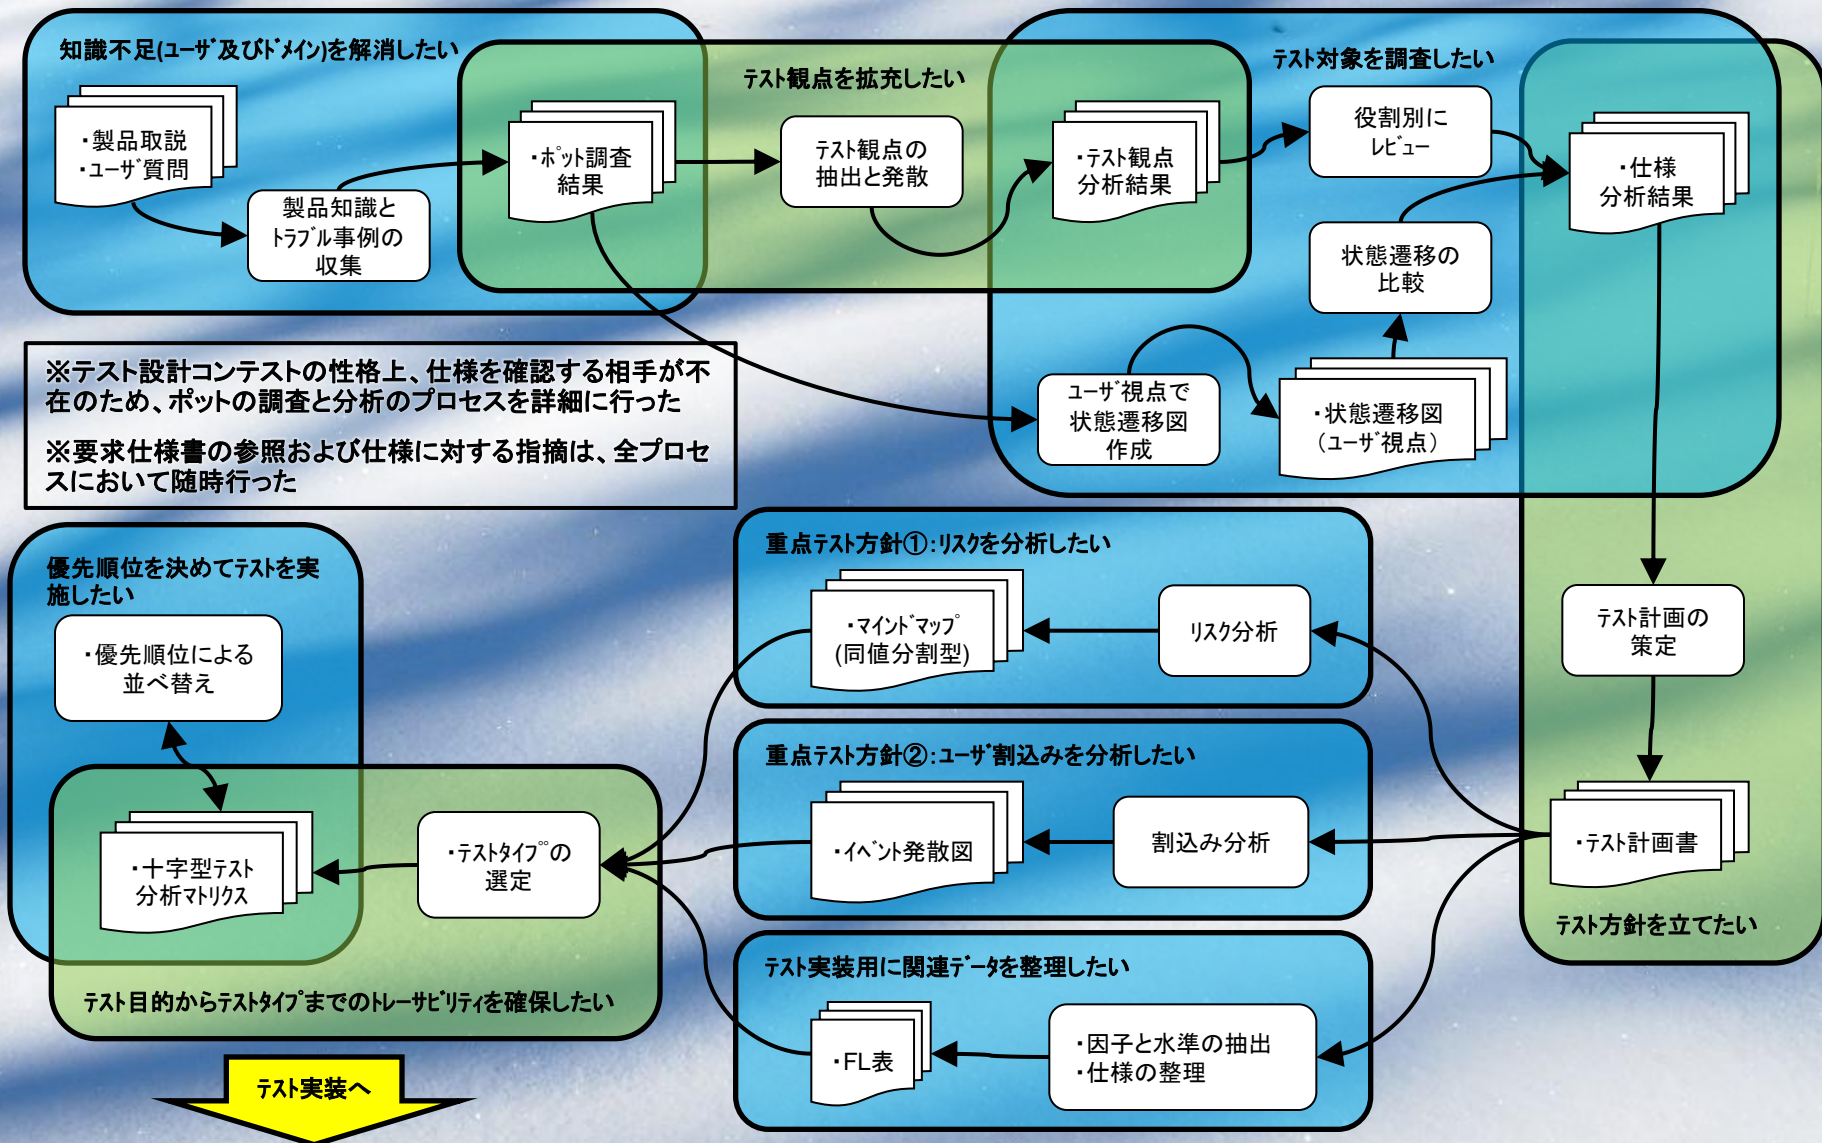 知識不足(ﾕｰｻﾞ及びﾄﾞﾒｲﾝ)を解消したい
・製品取説
・ﾕｰｻﾞ質問
製品知識と
ﾄﾗﾌﾞﾙ事例の
収集
・ﾎﾟｯﾄ調査
結果
ﾃｽﾄ観点を拡充したい
ﾃｽﾄ観点の
抽出と発散
・ﾃｽﾄ観点
分析結果
ﾃｽﾄ対象を調査したい
役割別に
ﾚﾋﾞｭｰ
・仕様
分析結果
状態遷移の
比較
ﾕｰｻﾞ視点で
状態遷移図
作成
・状態遷移図
(ﾕｰｻﾞ視点)
※テスト設計コンテストの性格上、仕様を確認する相手が不
在のため、ポットの調査と分析のプロセスを詳細に行った
※要求仕様書の参照および仕様に対する指摘は、全プロセ
スにおいて随時行った
ﾃｽﾄ計画の
策定
・ﾃｽﾄ計画書
ﾃｽﾄ方針を立てたい
重点ﾃｽﾄ方針①:ﾘｽｸを分析したい
・ﾏｲﾝﾄﾞﾏｯﾌﾟ
(同値分割型)
ﾘｽｸ分析
重点ﾃｽﾄ方針②:ﾕｰｻﾞ割込みを分析したい
・ｲﾍﾞﾝﾄ発散図
割込み分析
ﾃｽﾄ実装用に関連ﾃﾞｰﾀを整理したい
・FL表
・因子と水準の抽出
・仕様の整理
優先順位を決めてﾃｽﾄを実
施したい
・優先順位による
並べ替え
・十字型ﾃｽﾄ
分析ﾏﾄﾘｸｽ
・ﾃｽﾄﾀｲﾌﾟの
選定
ﾃｽﾄ目的からﾃｽﾄﾀｲﾌﾟまでのﾄﾚｰｻﾋﾞﾘﾃｨを確保したい
ﾃｽﾄ実装へ